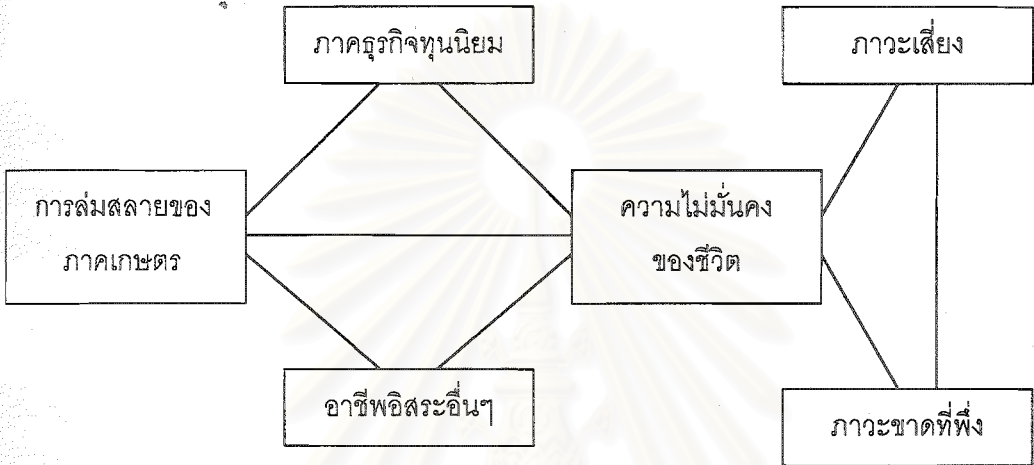 ภาคธุรกิจทุนนิยม
ภาวะเสี่ยง
การล่มสลายของ
ภาคเกษตร
ความไม่มั่นคง
ของชีวิต
อาชีพอิสระอื่นๆ
ภาวะขาดที่พึ่ง